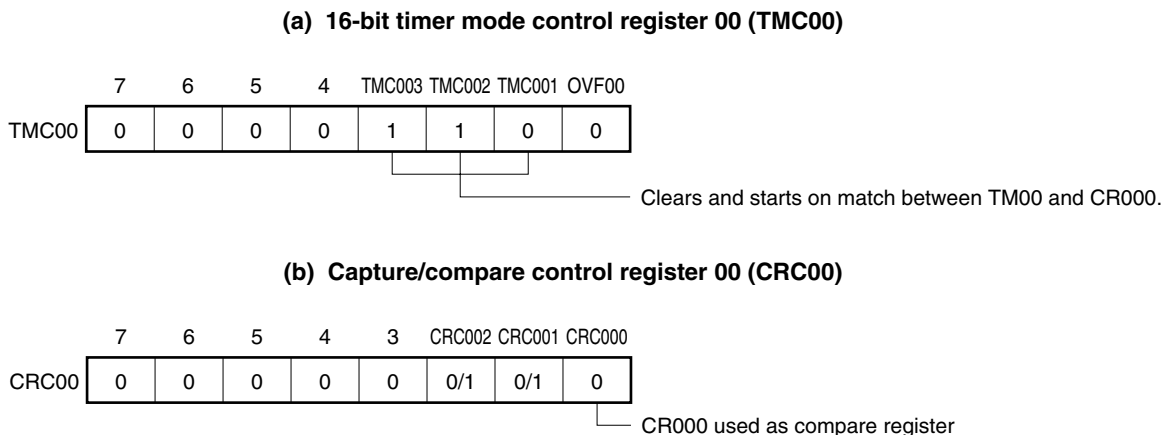 (a) 16-bit timer mode control register 00 (TMC00)
7 6 5 4 TMC003 TMC002 TMC001 OVF00
TMC00 0 0 0 0 1 1 0 0
Clears and starts on match between TM00 and CR000.
(b) Capture/compare control register 00 (CRC00)
7 6 5 4 3 CRC002 CRC001 CRC000
CRC00 0 0 0 0 0 0/1 0/1 0
CR000 used as compare register